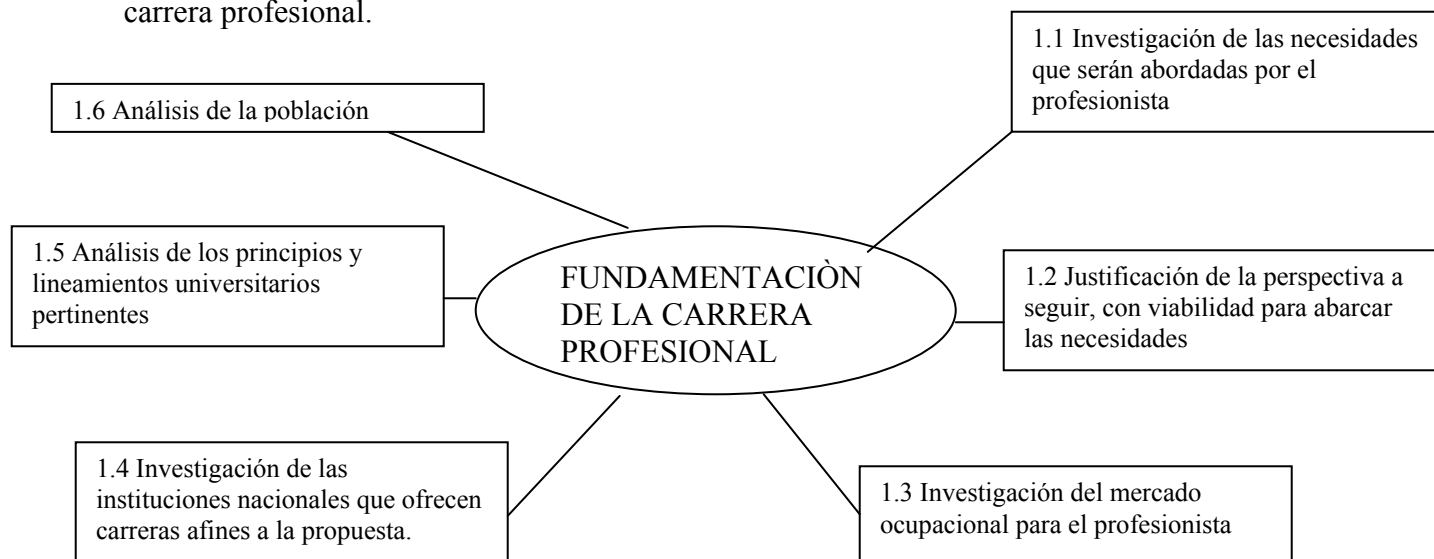 carrera profesional.
1.1 Investigación de las necesidades
que serán abordadas por el
profesionista
1.6 Análisis de la población
1.5 Análisis de los principios y
lineamientos universitarios
pertinentes
FUNDAMENTACIÒN
DE LA CARRERA
PROFESIONAL
1.2 Justificación de la perspectiva a
seguir, con viabilidad para abarcar
las necesidades
1.4 Investigación de las
instituciones nacionales que ofrecen
carreras afines a la propuesta.
1.3 Investigación del mercado
ocupacional para el profesionista